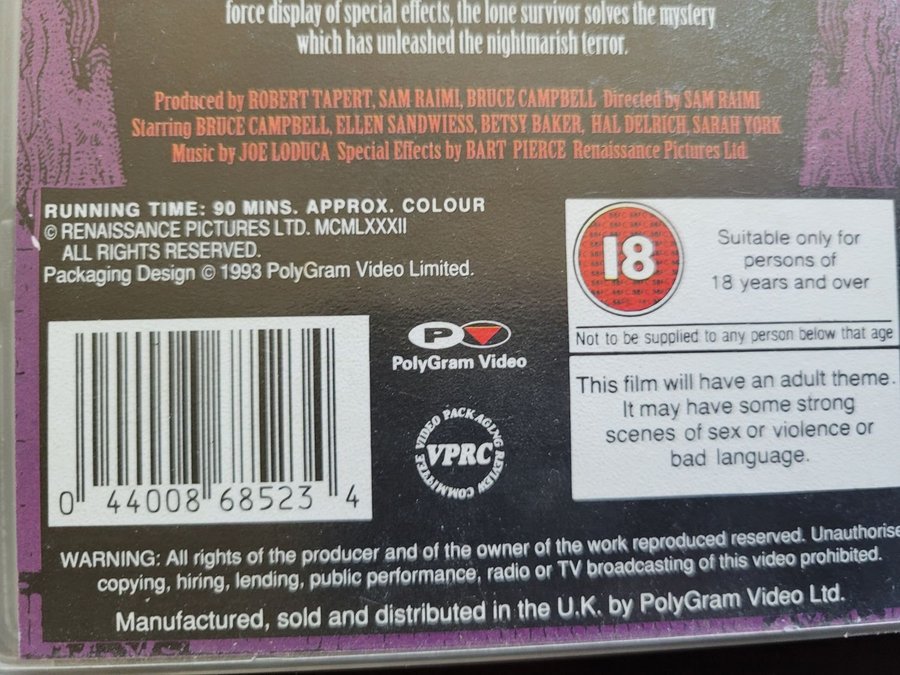 force display of special effects, the lone survivor solves the mystery
which has unleashed the nightmarish terror.
Produced by ROBERT TAPERT, SAM RAIMI, BRUCE CAMPBELL Directed by SAM RAIMI
Starring BRUCE CAMPBELL, ELLEN SANDWIESS, BETSY BAKER, HAL DELRICH, SARAH YORK
Music by JOE LODUCA Special Effects by BART PIERCE Renaissance Pictures Ltd
RUNNING TIME: 90 MINS. APPROX. COLOUR
© RENAISSANCE PICTURES LTD. MCMLXXXII
ALL RIGHTS RESERVED.
Packaging Design © 1993 PolyGram Video Limited.
18
Suitable only for
persons of
18 years and over
Not to be supplied to any person below that age
This film will have an adult theme.
It may have some strong
scenes of sex or violence or
bad language.
P
PolyGram Video
VIDEO PACKAGING REVIEW COMMITTEE
VPRC
0 44008 68523 4
WARNING: All rights of the producer and of the owner of the work reproduced reserved. Unauthorise
copying, hiring, lending, public performance, radio or TV broadcasting of this video prohibited.
Manufactured, sold and distributed in the U.K. by PolyGram Video Ltd.